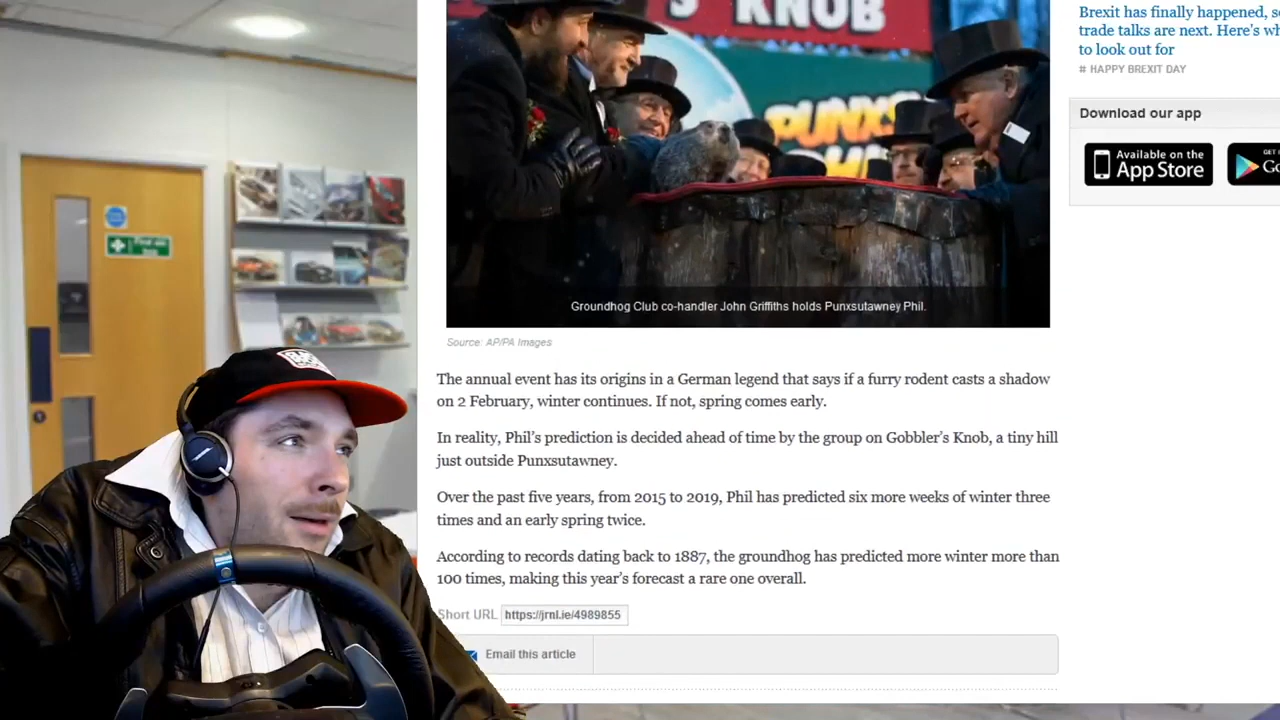 S KNOB
Groundhog Club co-handler John Griffiths holds Punxsutawney Phil.
Source: AP/PA Images
The annual event has its origins in a German legend that says if a furry rodent casts a shadow
on 2 February, winter continues. If not, spring comes early.
In reality, Phil's prediction is decided ahead of time by the group on Gobbler's Knob, a tiny hill
just outside Punxsutawney.
Over the past five years, from 2015 to 2019, Phil has predicted six more weeks of winter three
times and an early spring twice.
According to records dating back to 1887, the groundhog has predicted more winter more than
100 times, making this year's forecast a rare one overall.
Short URL https://jrnl.ie/4989855
Email this article
Brexit has finally happened, s
trade talks are next. Here's wh
to look out for
# HAPPY BREXIT DAY
Download our app
Available on the
App Store
GET I
Go